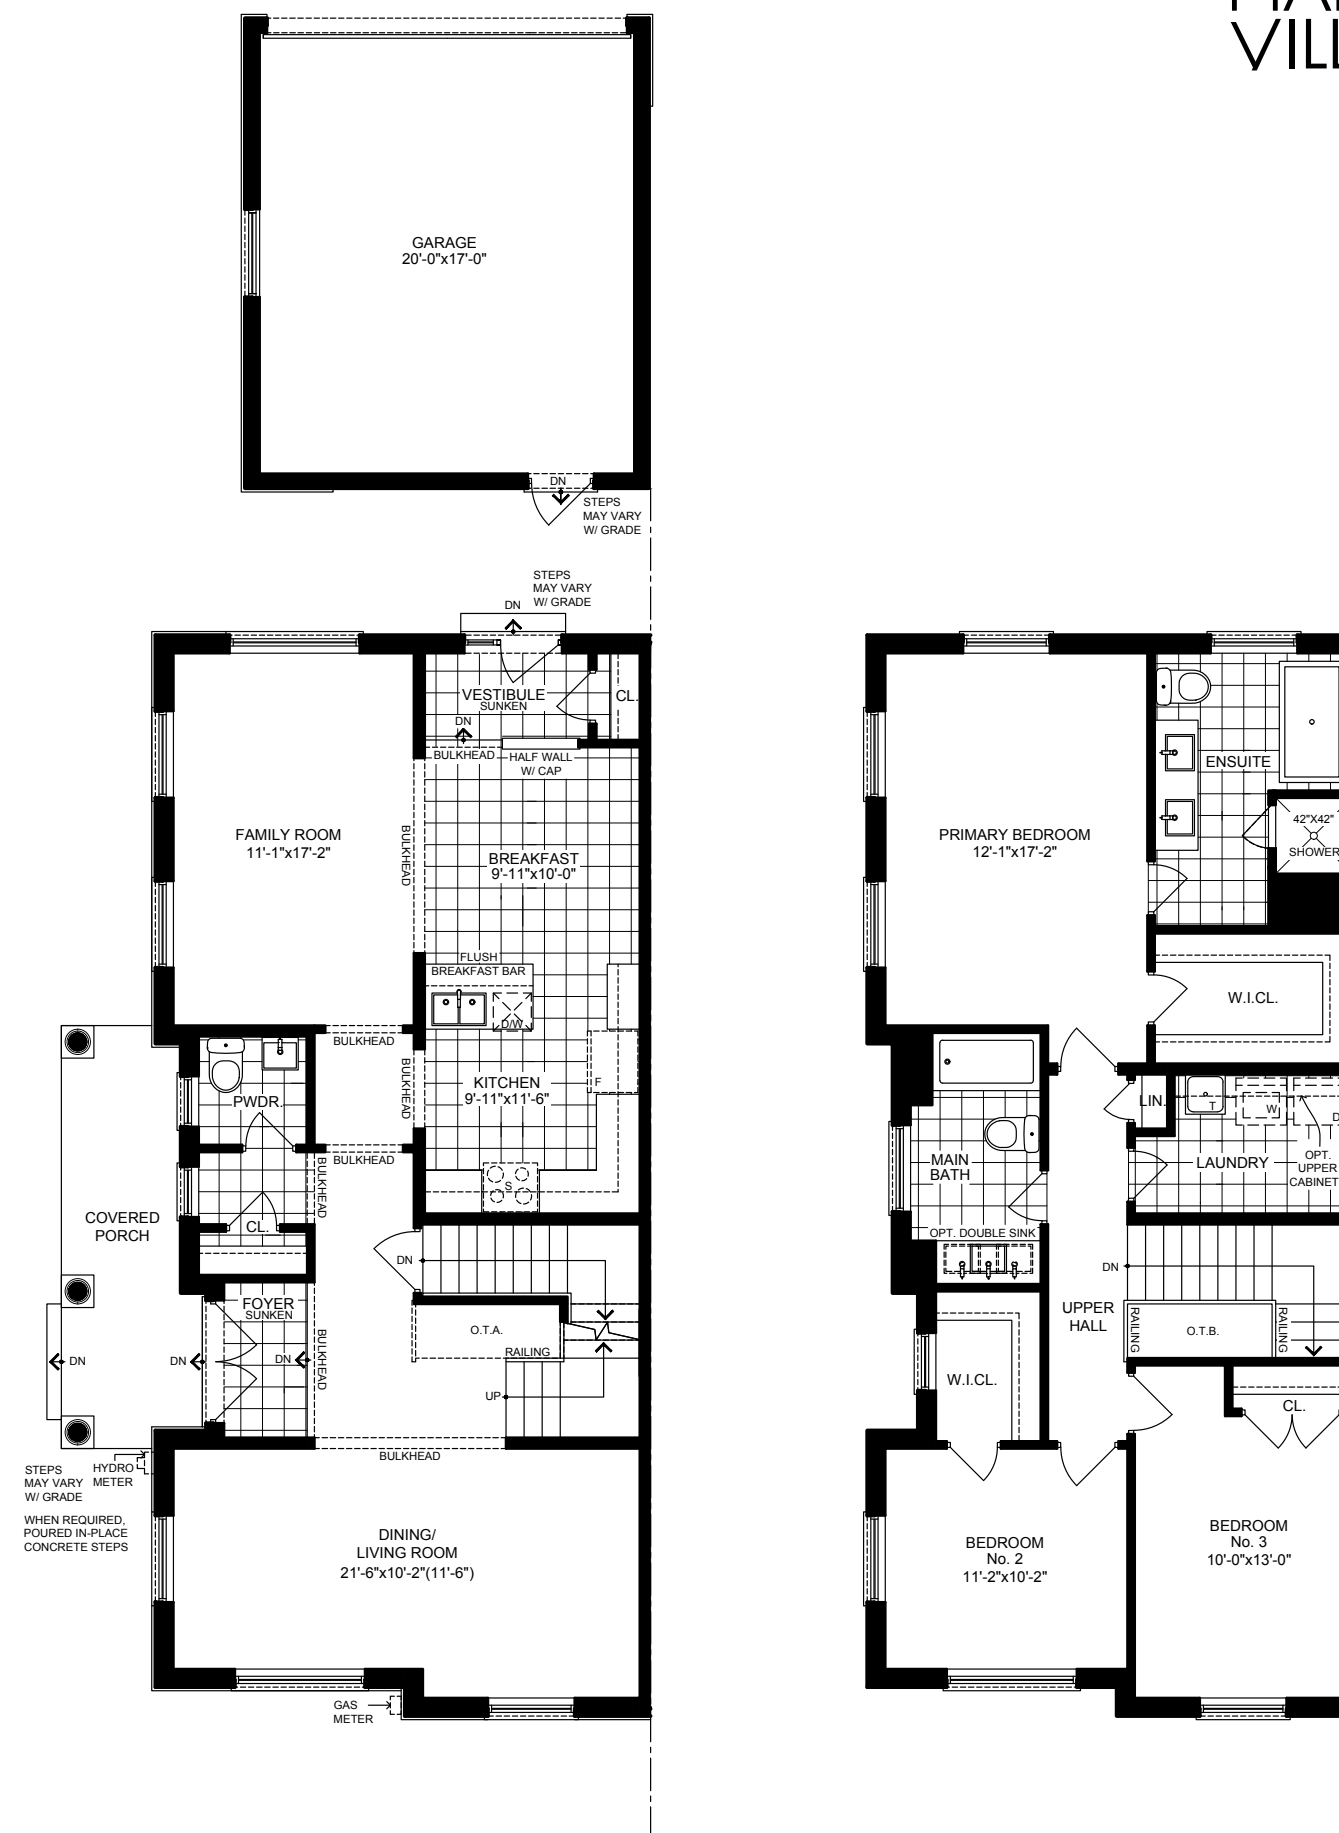 VILL
GARAGE
20'-0"x17'-0"
DN
STEPS
MAY VARY
W/ GRADE
STEPS
MAY VARY
W/ GRADE
DN
VESTIBULE
SUNKEN
CL.
DN
BULKHEAD
HALF WALL
W/ CAP
FAMILY ROOM
11'-1"x17'-2"
BULKHEAD
BREAKFAST
9'-11"x10'-0"
FLUSH
BREAKFAST BAR
D/W
BULKHEAD
BULKHEAD
KITCHEN
9'-11"x11'-6"
F
PWDR.
BULKHEAD
BULKHEAD
S
COVERED
PORCH
CL.
DN
FOYER
SUNKEN
O.T.A.
RAILING
BULKHEAD
DN
DN
DN
UP
BULKHEAD
STEPS
MAY VARY
W/ GRADE
HYDRO
METER
WHEN REQUIRED,
POURED IN-PLACE
CONCRETE STEPS
DINING/
LIVING ROOM
21'-6"x10'-2"(11'-6")
GAS
METER
ENSUITE
PRIMARY BEDROOM
12'-1"x17'-2"
42"X42"
SHOWER
W.I.CL.
LIN.
T
W
D
LAUNDRY
OPT.
UPPER
CABINET
MAIN
BATH
OPT. DOUBLE SINK
DN
UPPER
HALL
RAILING
O.T.B.
RAILING
W.I.CL.
CL.
BEDROOM
No. 2
11'-2"x10'-2"
BEDROOM
No. 3
10'-0"x13'-0"